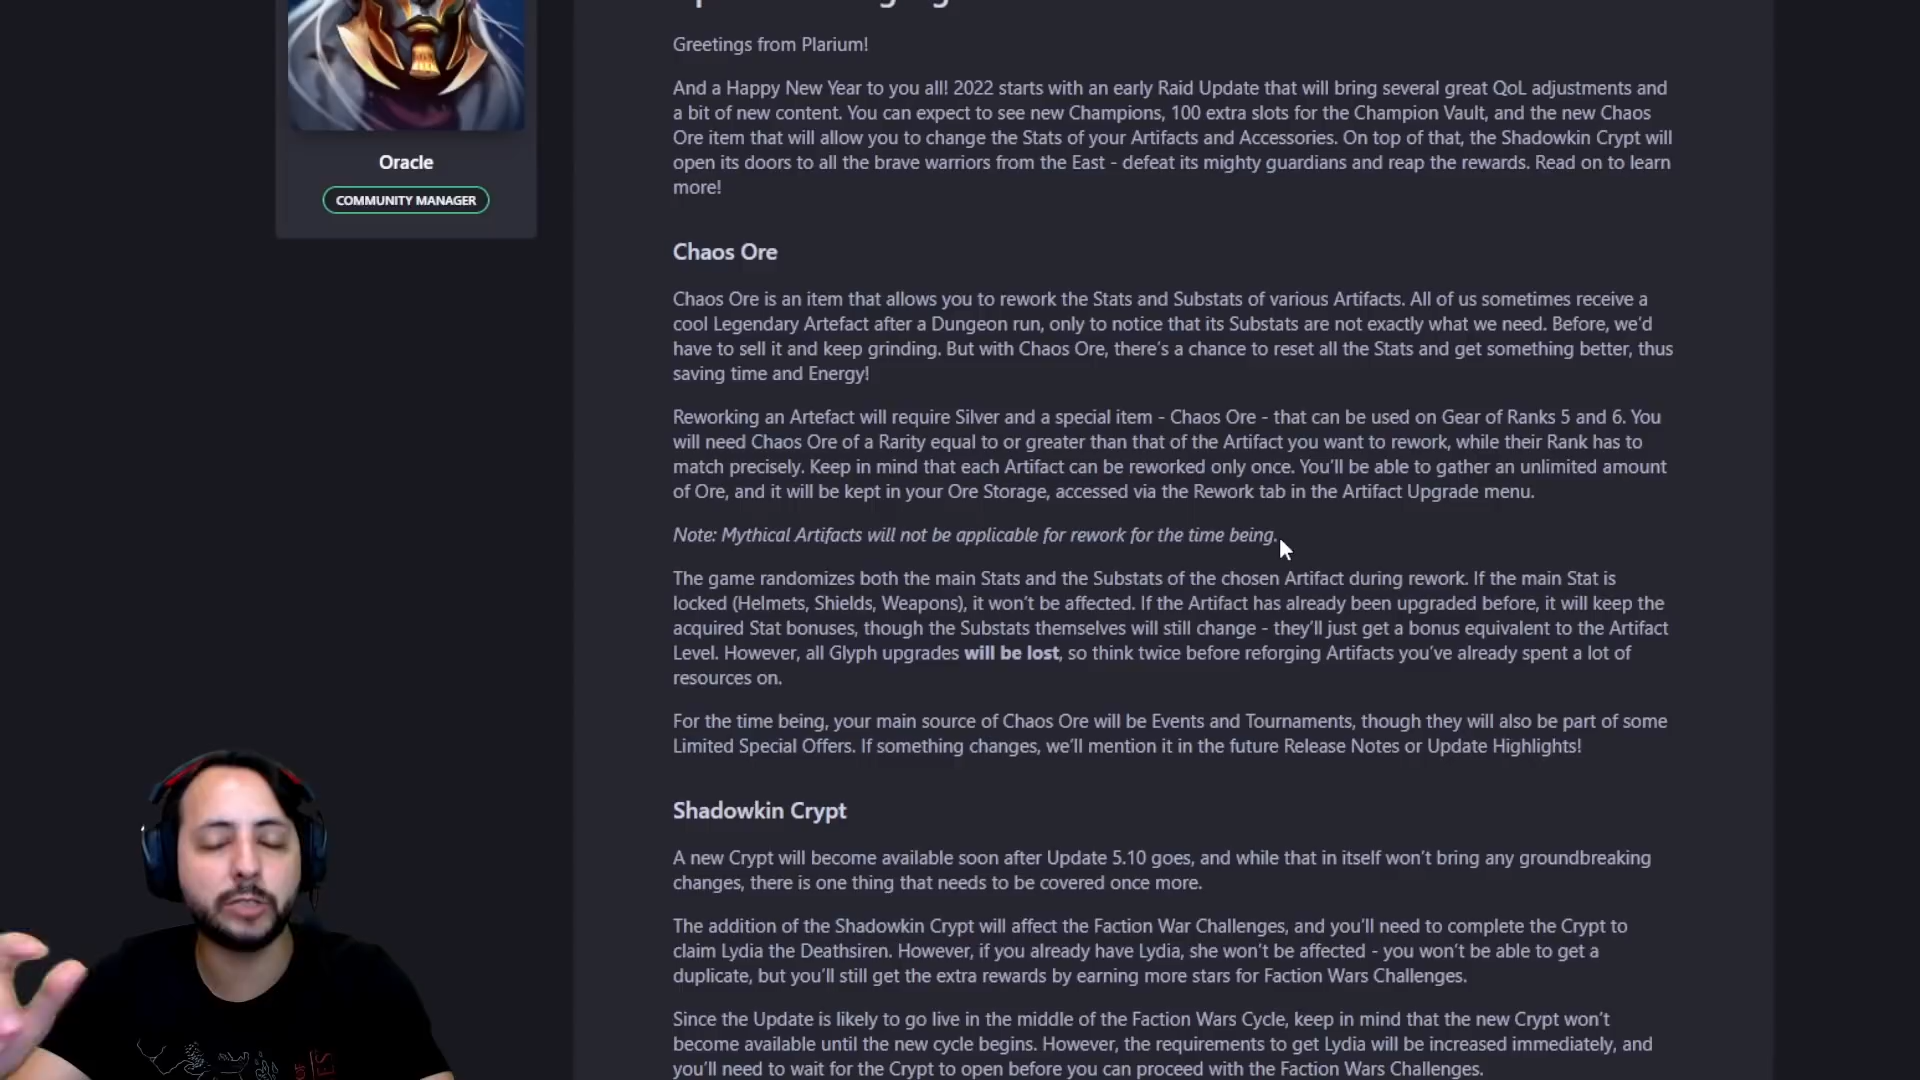 Greetings from Plarium!
And a Happy New Year to you all! 2022 starts with an early Raid Update that will bring several great QoL adjustments and
a bit of new content. You can expect to see new Champions, 100 extra slots for the Champion Vault, and the new Chaos
Ore item that will allow you to change the Stats of your Artifacts and Accessories. On top of that, the Shadowkin Crypt will
open its doors to all the brave warriors from the East - defeat its mighty guardians and reap the rewards. Read on to learn
more!
Oracle
COMMUNITY MANAGER
Chaos Ore
Chaos Ore is an item that allows you to rework the Stats and Substats of various Artifacts. All of us sometimes receive a
cool Legendary Artefact after a Dungeon run, only to notice that its Substats are not exactly what we need. Before, we'd
have to sell it and keep grinding. But with Chaos Ore, there's a chance to reset all the Stats and get something better, thus
saving time and Energy!
Reworking an Artefact will require Silver and a special item - Chaos Ore - that can be used on Gear of Ranks 5 and 6. You
will need Chaos Ore of a Rarity equal to or greater than that of the Artifact you want to rework, while their Rank has to
match precisely. Keep in mind that each Artifact can be reworked only once. You'll be able to gather an unlimited amount
of Ore, and it will be kept in your Ore Storage, accessed via the Rework tab in the Artifact Upgrade menu.
Note: Mythical Artifacts will not be applicable for rework for the time being.
The game randomizes both the main Stats and the Substats of the chosen Artifact during rework. If the main Stat is
locked (Helmets, Shields, Weapons), it won't be affected. If the Artifact has already been upgraded before, it will keep the
acquired Stat bonuses, though the Substats themselves will still change - they'll just get a bonus equivalent to the Artifact
Level. However, all Glyph upgrades will be lost, so think twice before reforging Artifacts you've already spent a lot of
resources on.
For the time being, your main source of Chaos Ore will be Events and Tournaments, though they will also be part of some
Limited Special Offers. If something changes, we'll mention it in the future Release Notes or Update Highlights!
Shadowkin Crypt
A new Crypt will become available soon after Update 5.10 goes, and while that in itself won't bring any groundbreaking
changes, there is one thing that needs to be covered once more.
The addition of the Shadowkin Crypt will affect the Faction War Challenges, and you'll need to complete the Crypt to
claim Lydia the Deathsiren. However, if you already have Lydia, she won't be affected - you won't be able to get a
duplicate, but you'll still get the extra rewards by earning more stars for Faction Wars Challenges.
Since the Update is likely to go live in the middle of the Faction Wars Cycle, keep in mind that the new Crypt won't
become available until the new cycle begins. However, the requirements to get Lydia will be increased immediately, and
you'll need to wait for the Crypt to open before you can proceed with the Faction Wars Challenges.